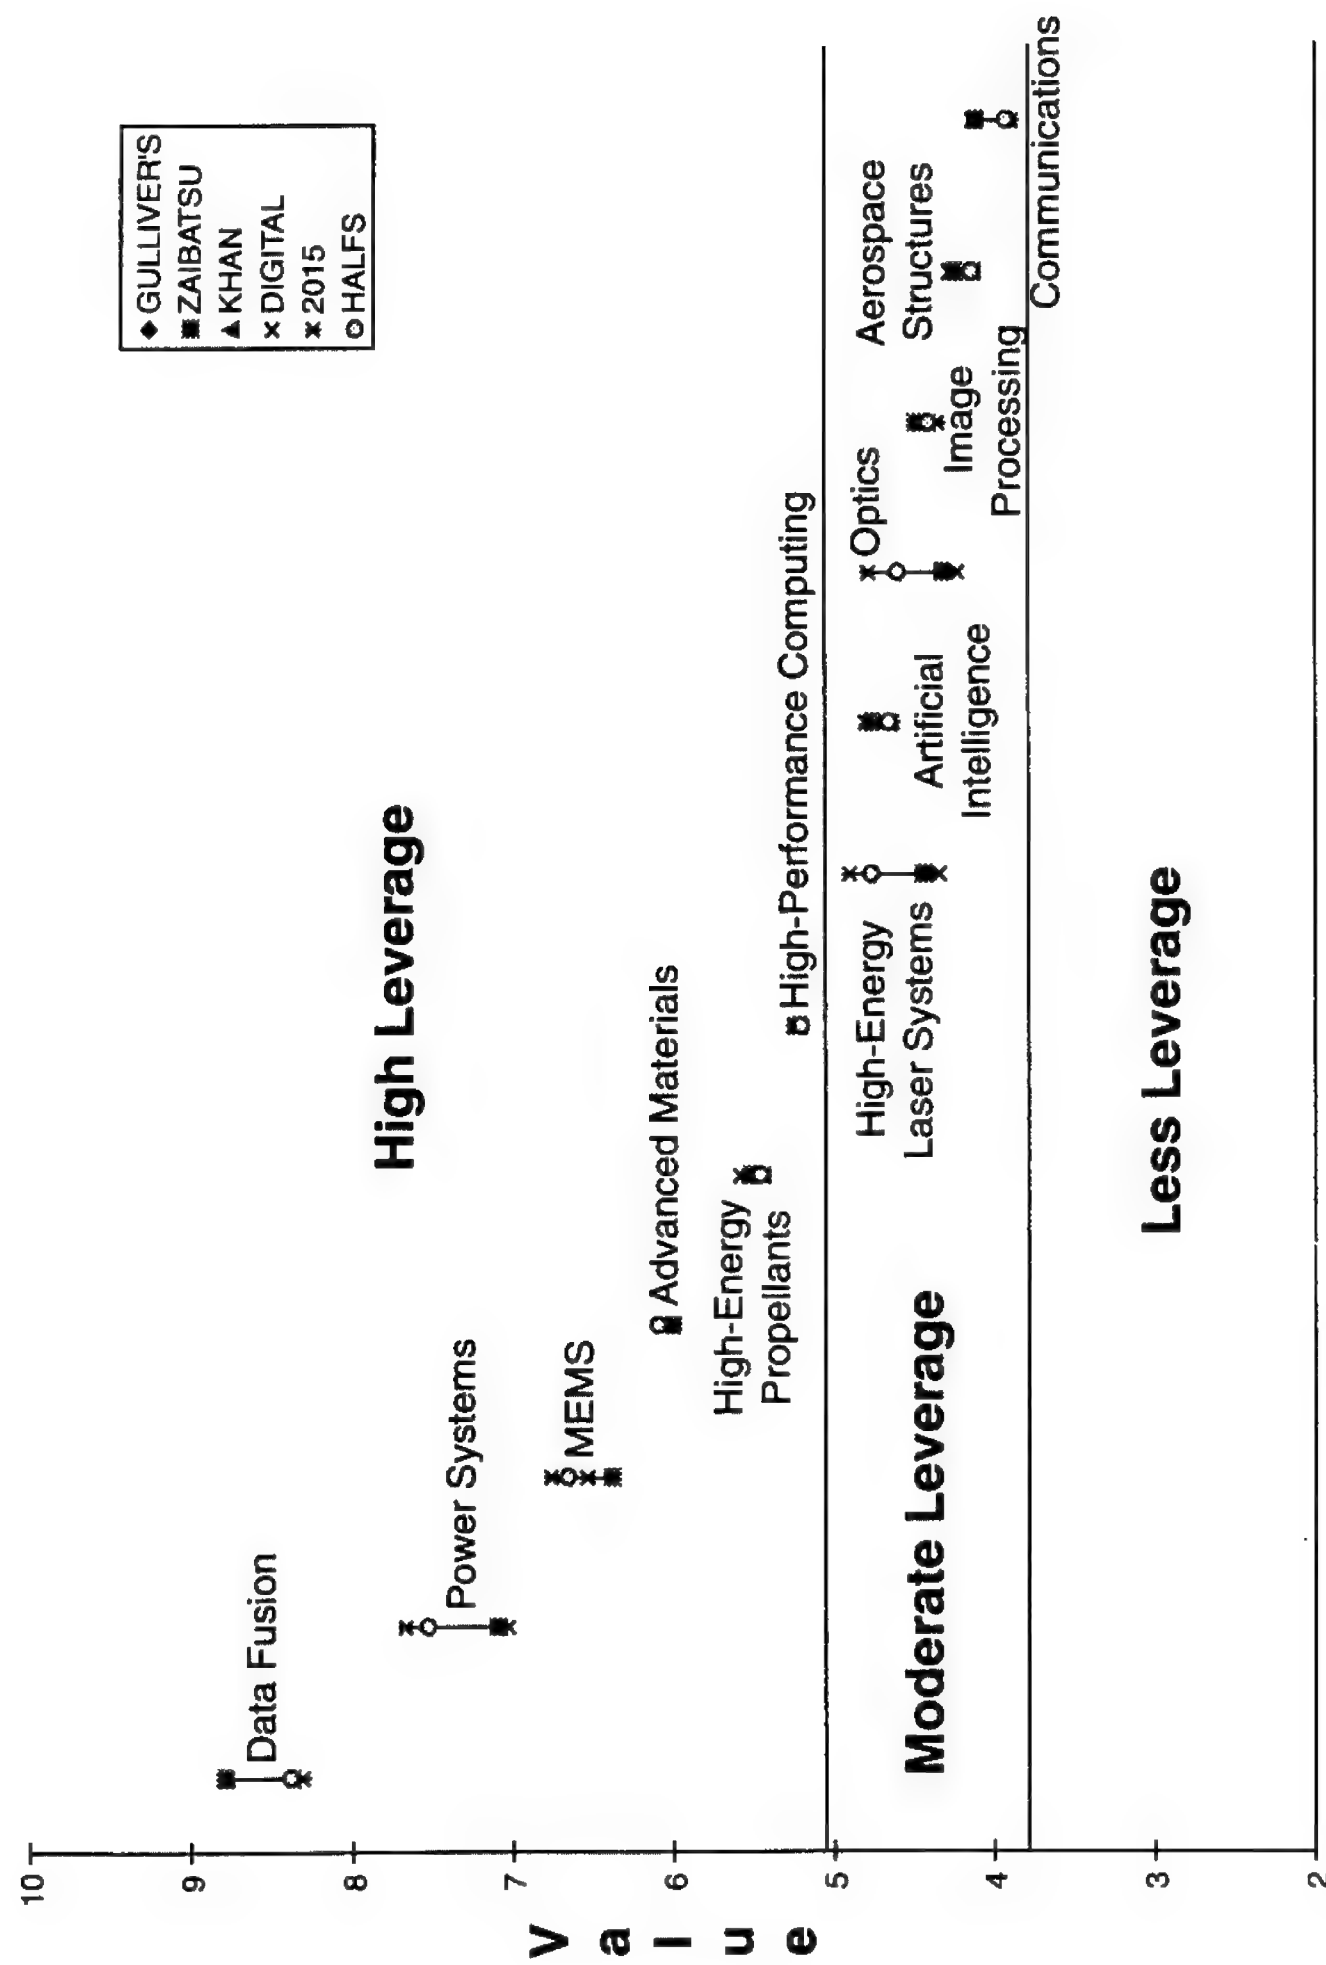 ◆ GULLIVER'S
■ ZAIBATSU
▲ KHAN
× DIGITAL
ж 2015
○ HALFS
High Leverage
Data Fusion
Power Systems
MEMS
Advanced Materials
High-Energy
Propellants
High-Performance Computing
High-Energy
Laser Systems
Artificial
Intelligence
Optics
Image
Processing
Aerospace
Structures
Communications
Moderate Leverage
Less Leverage
10
9
8
7
6
5
4
3
2
Value